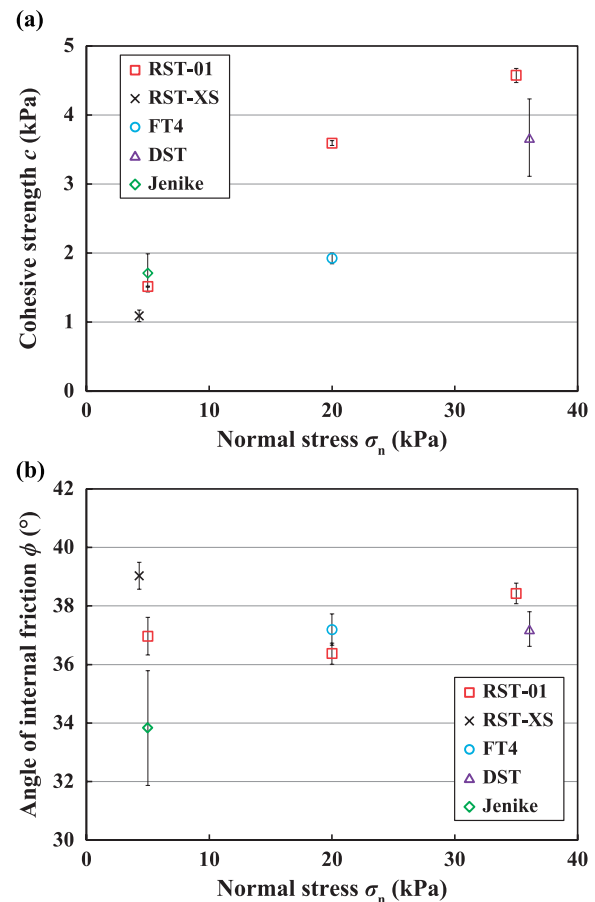 (a)
5
4
3
2
1
0
Cohesive strength c (kPa)
RST-01
RST-XS
FT4
DST
Jenike
0 10 20 30 40
Normal stress σn (kPa)
(b)
42
40
38
36
34
32
30
Angle of internal friction ϕ (°)
RST-01
RST-XS
FT4
DST
Jenike
0 10 20 30 40
Normal stress σn (kPa)